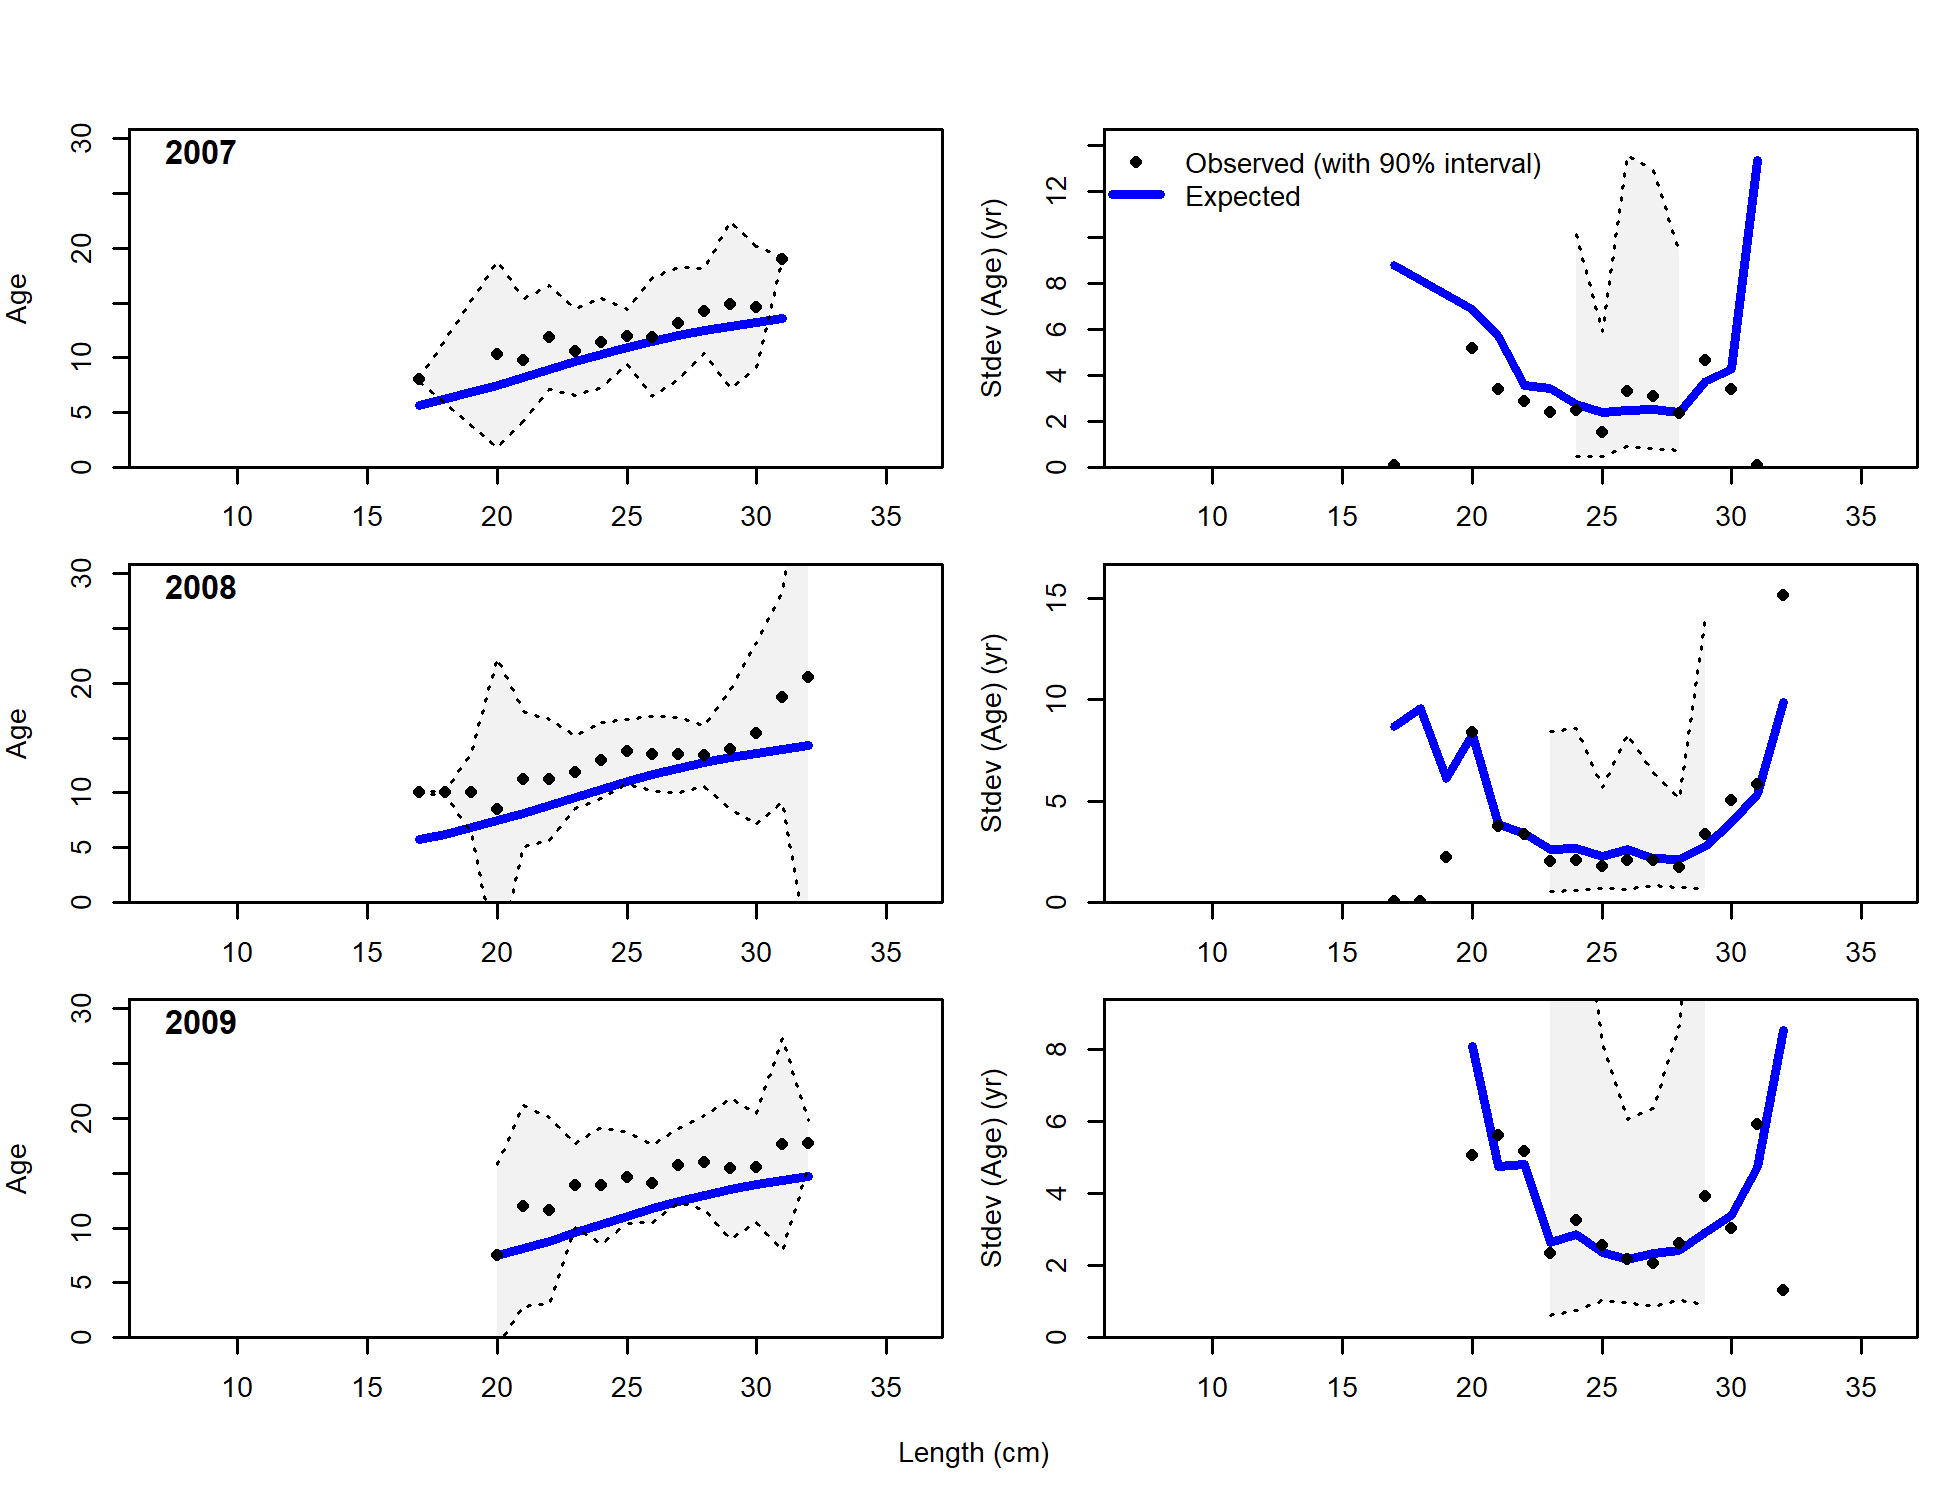 2007
Age
0 5 10 20 30
10 15 20 25 30 35
Observed (with 90% interval)
Expected
Stdev (Age) (yr)
0 2 4 6 8 12
10 15 20 25 30 35
2008
Age
0 5 10 20 30
10 15 20 25 30 35
Stdev (Age) (yr)
0 5 10 15
10 15 20 25 30 35
2009
Age
0 5 10 20 30
10 15 20 25 30 35
Stdev (Age) (yr)
0 2 4 6 8
10 15 20 25 30 35
Length (cm)